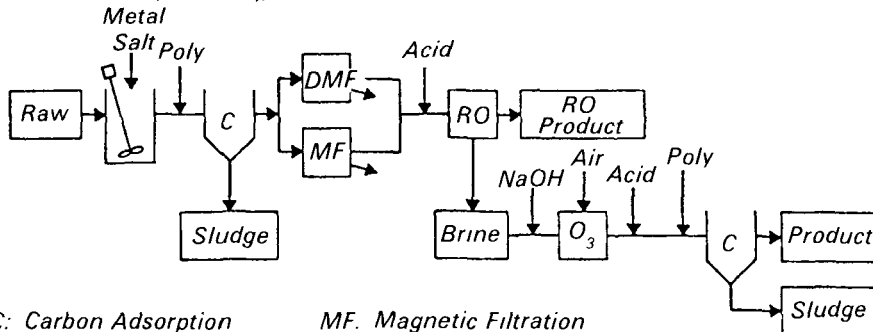 Metal
Salt
Poly
Acid
Raw
C
DMF
MF
RO
RO
Product
Sludge
Brine
NaOH
Air
O₃
Acid
Poly
C
Product
Sludge
C: Carbon Adsorption
MF. Magnetic Filtration